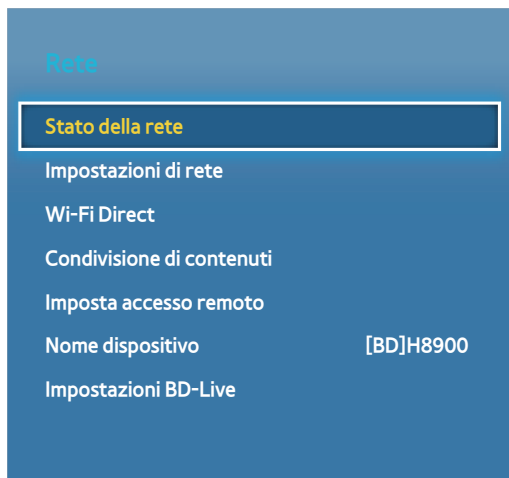 Rete
Stato della rete
Impostazioni di rete
Wi-Fi Direct
Condivisione di contenuti
Imposta accesso remoto
Nome dispositivo [BD]H8900
Impostazioni BD-Live